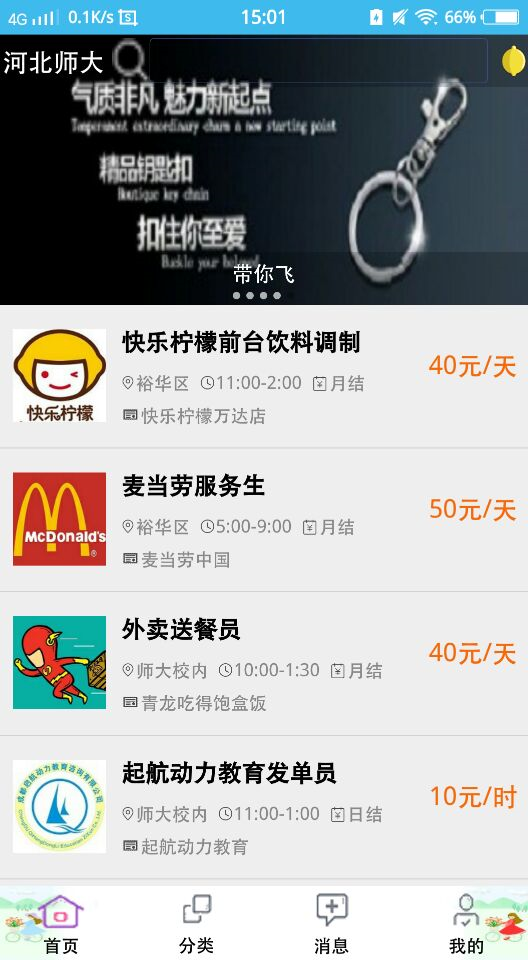 4G 0.1K/s 15:01 66%
河北师大
气质非凡 魅力新起点
Temperament extraordinary charm a new starting point
精品钥匙扣
Boutique key chain
扣住你至爱
Buckle your beloved
带你飞
快乐柠檬前台饮料调制
裕华区 11:00-2:00 月结
快乐柠檬万达店
40元/天
快乐柠檬
麦当劳服务生
裕华区 5:00-9:00 月结
麦当劳中国
50元/天
McDonald's
外卖送餐员
师大校内 10:00-1:30 月结
青龙吃得饱盒饭
40元/天
起航动力教育发单员
师大校内 11:00-1:00 日结
起航动力教育
10元/时
首页 分类 消息 我的